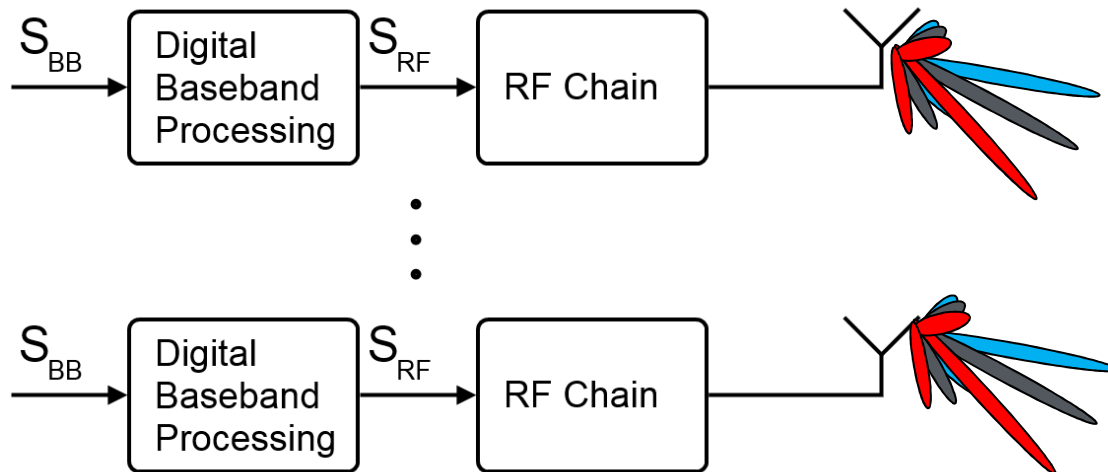 S_BB
Digital
Baseband
Processing
S_RF
RF Chain
S_BB
Digital
Baseband
Processing
S_RF
RF Chain